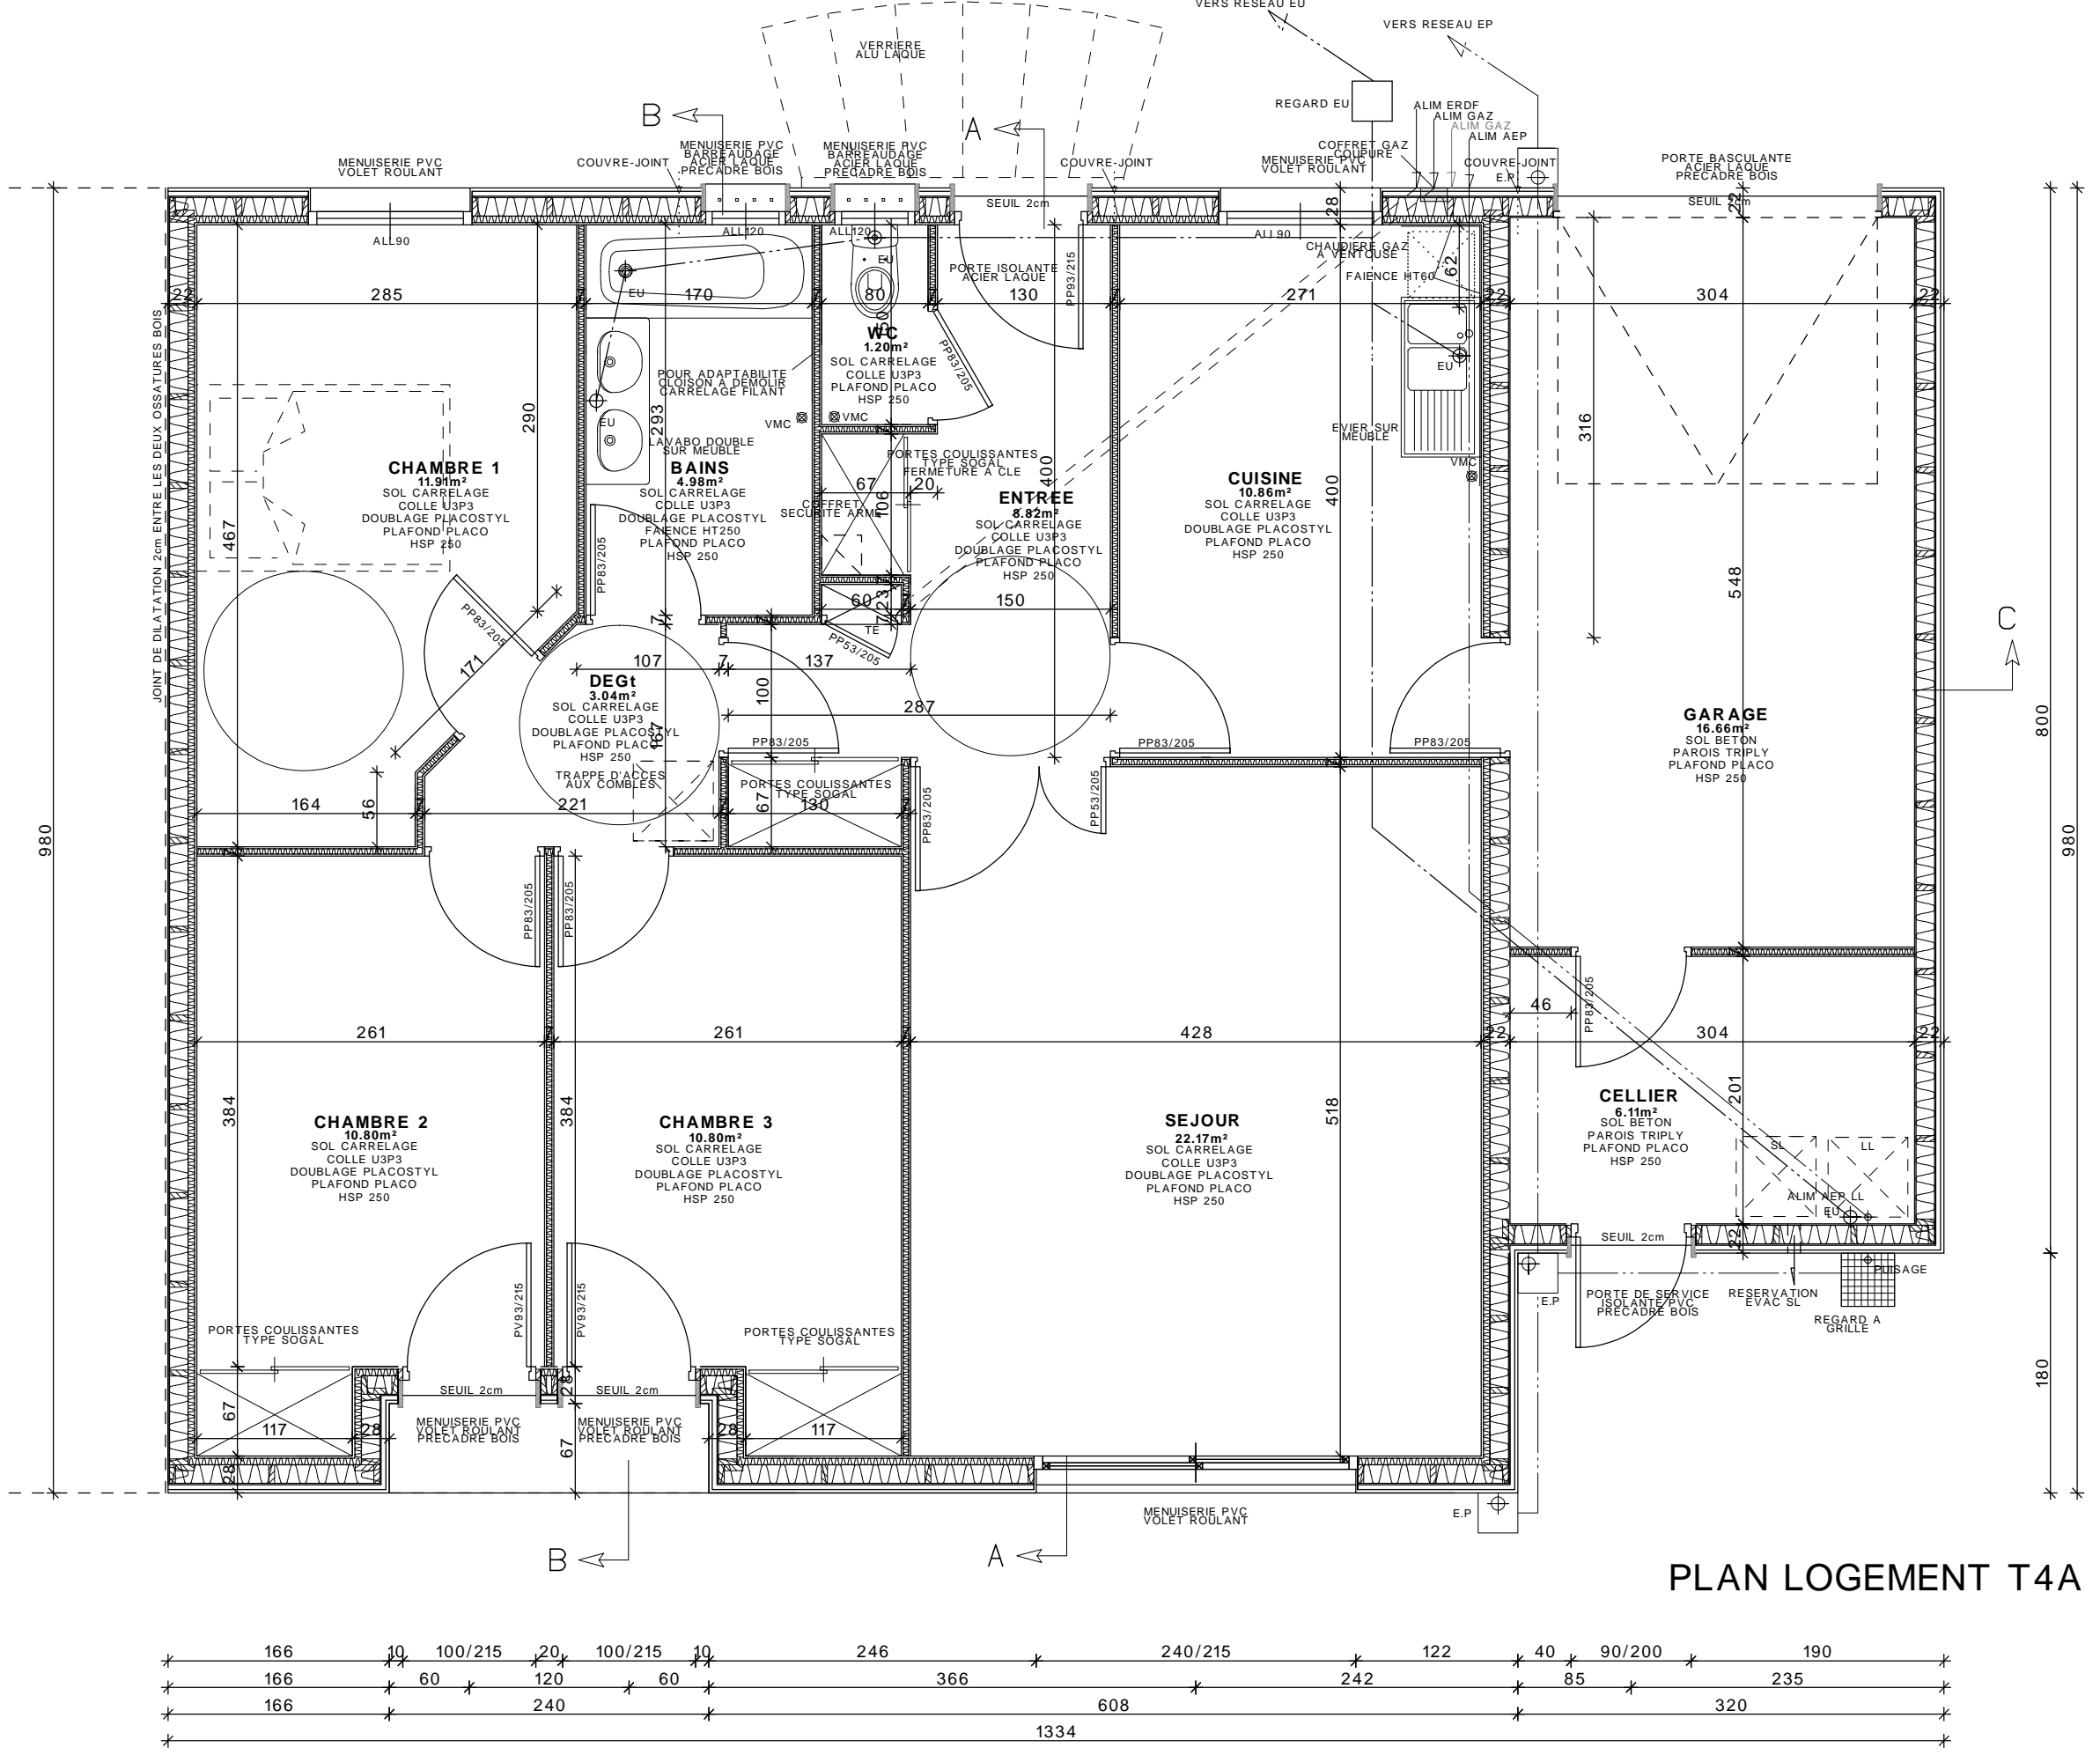 VERS RESEAU EU
VERS RESEAU EP
VERRIERE
ALU LAQUE
REGARD EU
ALIM ERDF
ALIM GAZ
ALIM GAZ
ALIM AEP
B
A
MENUISERIE PVC
VOLET ROULANT
COUVRE-JOINT
MENUISERIE PVC
BARREAUDAGE
ACIER LAQUE
PRECADRE BOIS
MENUISERIE PVC
BARREAUDAGE
ACIER LAQUE
PRECADRE BOIS
COUVRE-JOINT
MENUISERIE PVC
VOLET ROULANT
COFFRET GAZ
COUPURE
COUVRE-JOINT
E.P
PORTE BASCULANTE
ACIER LAQUE
PRECADRE BOIS
SEUIL 2cm
SEUIL 2cm
28
22
ALL90
ALL120
ALL120
ALL90
EU
EU
PORTE ISOLANTE
ACIER LAQUE
PP93/215
CHAUDIERE GAZ
A VENTOUSE
FAIENCE HT60
62
22
285
170
80
130
271
22
304
22
JOINT DE DILATATION 2cm ENTRE LES DEUX OSSATURES BOIS
WC
1.20m²
SOL CARRELAGE
COLLE U3P3
PLAFOND PLACO
HSP 250
PP83/205
POUR ADAPTABILITE
CLOISON A DEMOLIR
CARRELAGE FILANT
VMC
VMC
EU
EU
290
293
400
400
316
EVIER SUR
MEUBLE
VMC
LAVABO DOUBLE
SUR MEUBLE
CHAMBRE 1
11.91m²
SOL CARRELAGE
COLLE U3P3
DOUBLAGE PLACOSTYL
PLAFOND PLACO
HSP 250
BAINS
4.98m²
SOL CARRELAGE
COLLE U3P3
DOUBLAGE PLACOSTYL
FAIENCE HT250
PLAFOND PLACO
HSP 250
PORTES COULISSANTES
TYPE SOGAL
FERMETURE A CLE
67
20
106
COFFRET
SECURITE ARME
ENTREE
8.82m²
SOL CARRELAGE
COLLE U3P3
DOUBLAGE PLACOSTYL
PLAFOND PLACO
HSP 250
CUISINE
10.86m²
SOL CARRELAGE
COLLE U3P3
DOUBLAGE PLACOSTYL
PLAFOND PLACO
HSP 250
467
548
PP83/205
PP83/205
171
7
7
23
60
150
TE
PP53/205
C
107
7
137
100
287
DEGt
3.04m²
SOL CARRELAGE
COLLE U3P3
DOUBLAGE PLACOSTYL
PLAFOND PLACO
HSP 250
167
TRAPPE D'ACCES
AUX COMBLES
PP83/205
PP83/205
PP83/205
GARAGE
16.66m²
SOL BETON
PAROIS TRIPLY
PLAFOND PLACO
HSP 250
800
PORTES COULISSANTES
TYPE SOGAL
67
130
164
56
221
PP83/205
PP53/205
980
980
PP83/205
PP83/205
PP83/205
46
261
7
261
7
428
22
304
22
384
384
518
201
CHAMBRE 2
10.80m²
SOL CARRELAGE
COLLE U3P3
DOUBLAGE PLACOSTYL
PLAFOND PLACO
HSP 250
CHAMBRE 3
10.80m²
SOL CARRELAGE
COLLE U3P3
DOUBLAGE PLACOSTYL
PLAFOND PLACO
HSP 250
SEJOUR
22.17m²
SOL CARRELAGE
COLLE U3P3
DOUBLAGE PLACOSTYL
PLAFOND PLACO
HSP 250
CELLIER
6.11m²
SOL BETON
PAROIS TRIPLY
PLAFOND PLACO
HSP 250
SL
LL
ALIM AEP LL
EU
SEUIL 2cm
22
PUISAGE
E.P
PORTE DE SERVICE
ISOLANTE PVC
PRECADRE BOIS
RESERVATION
EVAC SL
REGARD A
GRILLE
PV93/215
PV93/215
PORTES COULISSANTES
TYPE SOGAL
PORTES COULISSANTES
TYPE SOGAL
180
SEUIL 2cm
SEUIL 2cm
28
67
117
28
MENUISERIE PVC
VOLET ROULANT
PRECADRE BOIS
MENUISERIE PVC
VOLET ROULANT
PRECADRE BOIS
67
28
117
28
MENUISERIE PVC
VOLET ROULANT
E.P
B
A
PLAN LOGEMENT T4A
166 10 100/215 20 100/215 10 246 240/215 122 40 90/200 190
166 60 120 60 366 242 85 235
166 240 608 320
1334